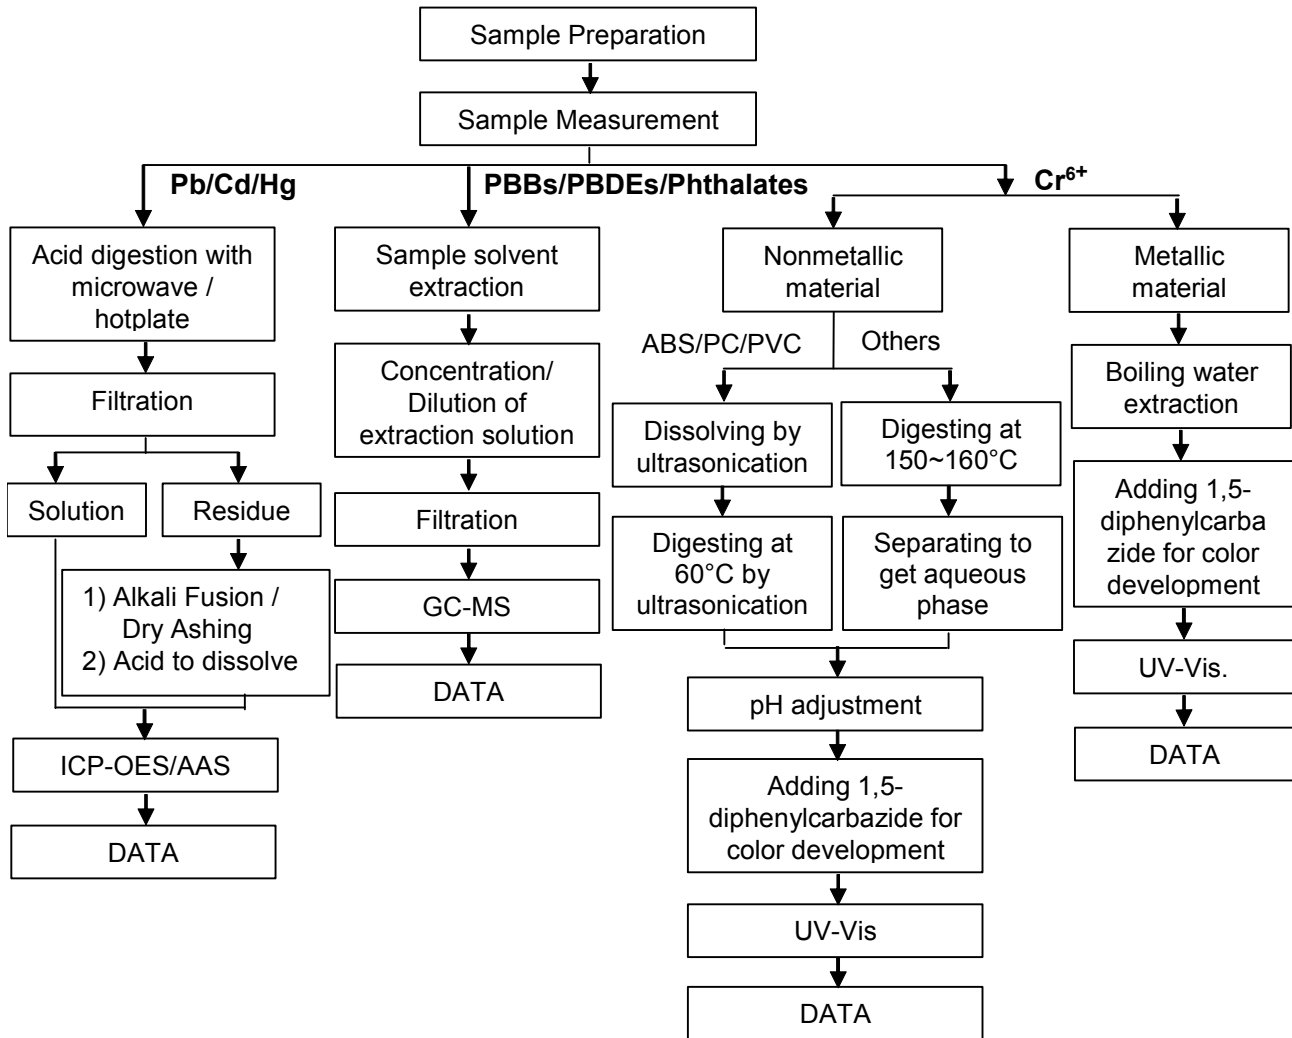 Sample Preparation
Sample Measurement
Pb/Cd/Hg
PBBs/PBDEs/Phthalates
Cr⁶⁺
Acid digestion with
microwave /
hotplate
Filtration
Solution
Residue
1) Alkali Fusion /
Dry Ashing
2) Acid to dissolve
ICP-OES/AAS
DATA
Sample solvent
extraction
Concentration/
Dilution of
extraction solution
Filtration
GC-MS
DATA
Nonmetallic
material
ABS/PC/PVC
Others
Dissolving by
ultrasonication
Digesting at
60°C by
ultrasonication
Digesting at
150~160°C
Separating to
get aqueous
phase
pH adjustment
Adding 1,5-
diphenylcarbazide for
color development
UV-Vis
DATA
Metallic
material
Boiling water
extraction
Adding 1,5-
diphenylcarba
zide for color
development
UV-Vis.
DATA